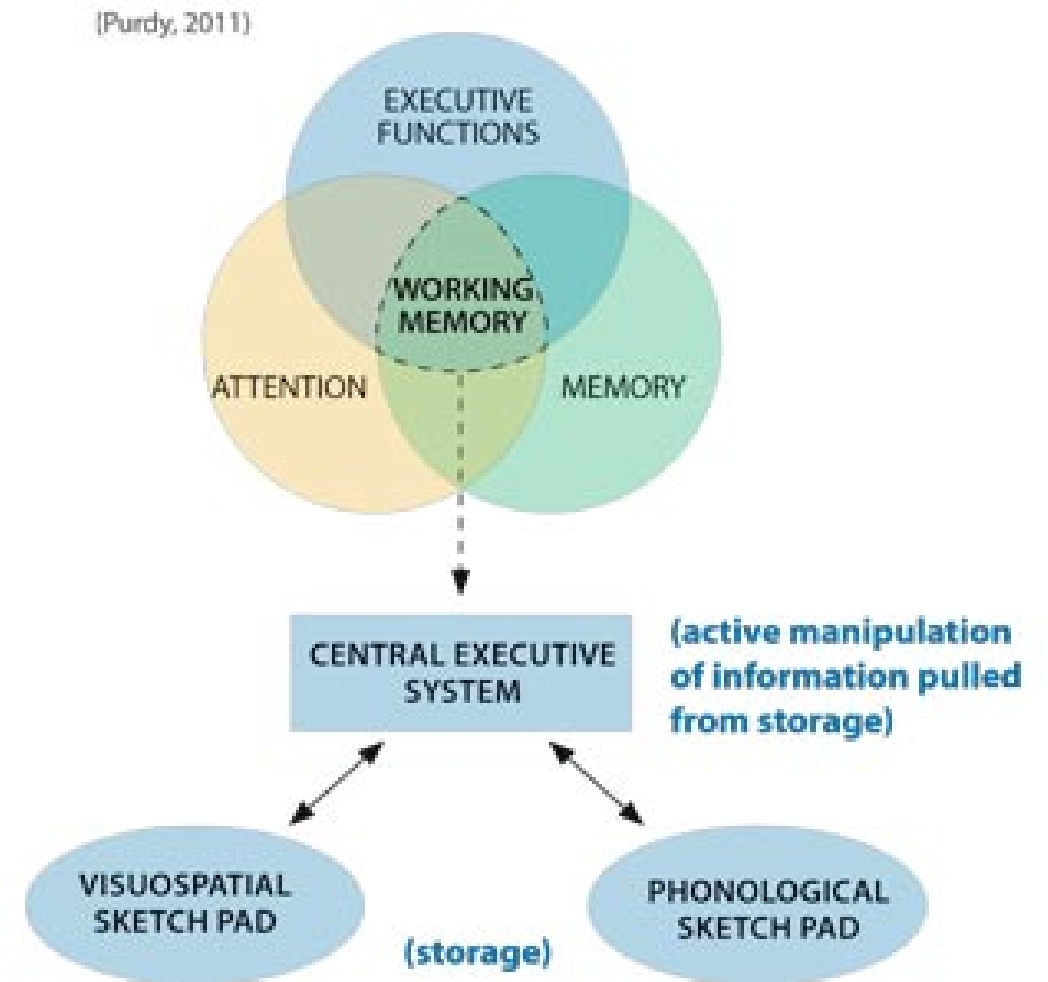 (Purdy, 2011)
EXECUTIVE
FUNCTIONS
WORKING
MEMORY
ATTENTION
MEMORY
CENTRAL EXECUTIVE
SYSTEM
(active manipulation
of information pulled
from storage)
VISUOSPATIAL
SKETCH PAD
(storage)
PHONOLOGICAL
SKETCH PAD